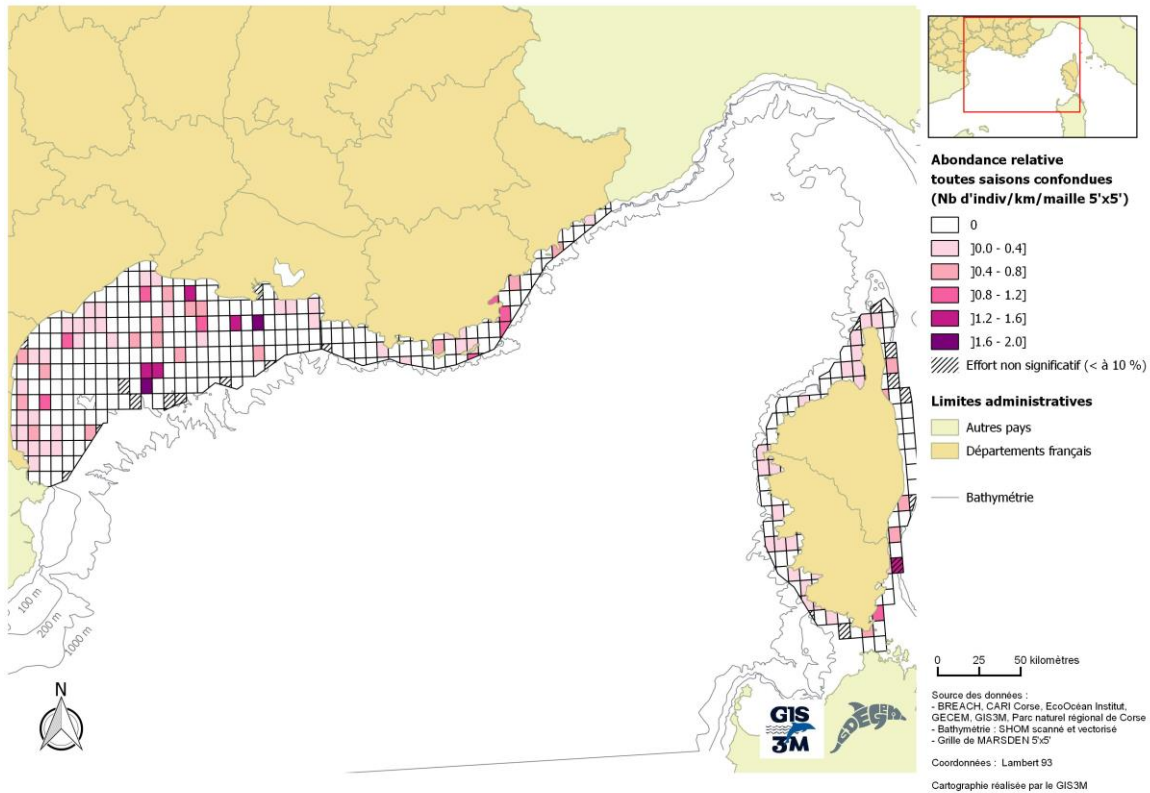 Abondance relative
toutes saisons confondues
(Nb d'indiv/km/maille 5'x5')
0
]0.0 - 0.4]
]0.4 - 0.8]
]0.8 - 1.2]
]1.2 - 1.6]
]1.6 - 2.0]
Effort non significatif (< à 10 %)
Limites administratives
Autres pays
Départements français
Bathymétrie
100 m
200 m
1000 m
N
GIS
3M
GDEGeM
0 25 50 kilomètres
Source des données :
- BREACH, CARI Corse, EcoOcéan Institut,
GECEM, GIS3M, Parc naturel régional de Corse
- Bathymétrie : SHOM scanné et vectorisé
- Grille de MARSDEN 5'x5'
Coordonnées : Lambert 93
Cartographie réalisée par le GIS3M